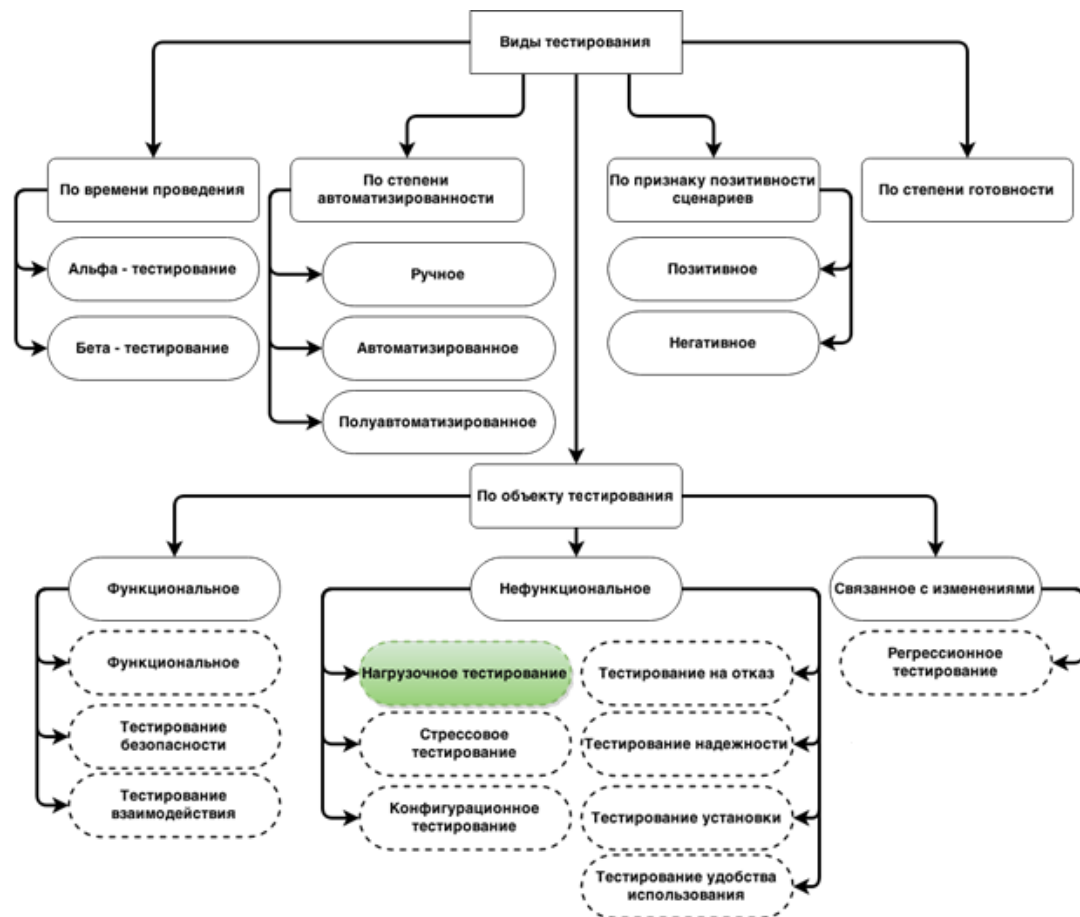 Виды тестирования
По времени проведения
Альфа - тестирование
Бета - тестирование
По степени
автоматизированности
Ручное
Автоматизированное
Полуавтоматизированное
По признаку позитивности
сценариев
Позитивное
Негативное
По степени готовности
По объекту тестирования
Функциональное
Функциональное
Тестирование
безопасности
Тестирование
взаимодействия
Нефункциональное
Нагрузочное тестирование
Стрессовое
тестирование
Конфигурационное
тестирование
Тестирование на отказ
Тестирование надежности
Тестирование установки
Тестирование удобства
использования
Связанное с изменениями
Регрессионное
тестирование